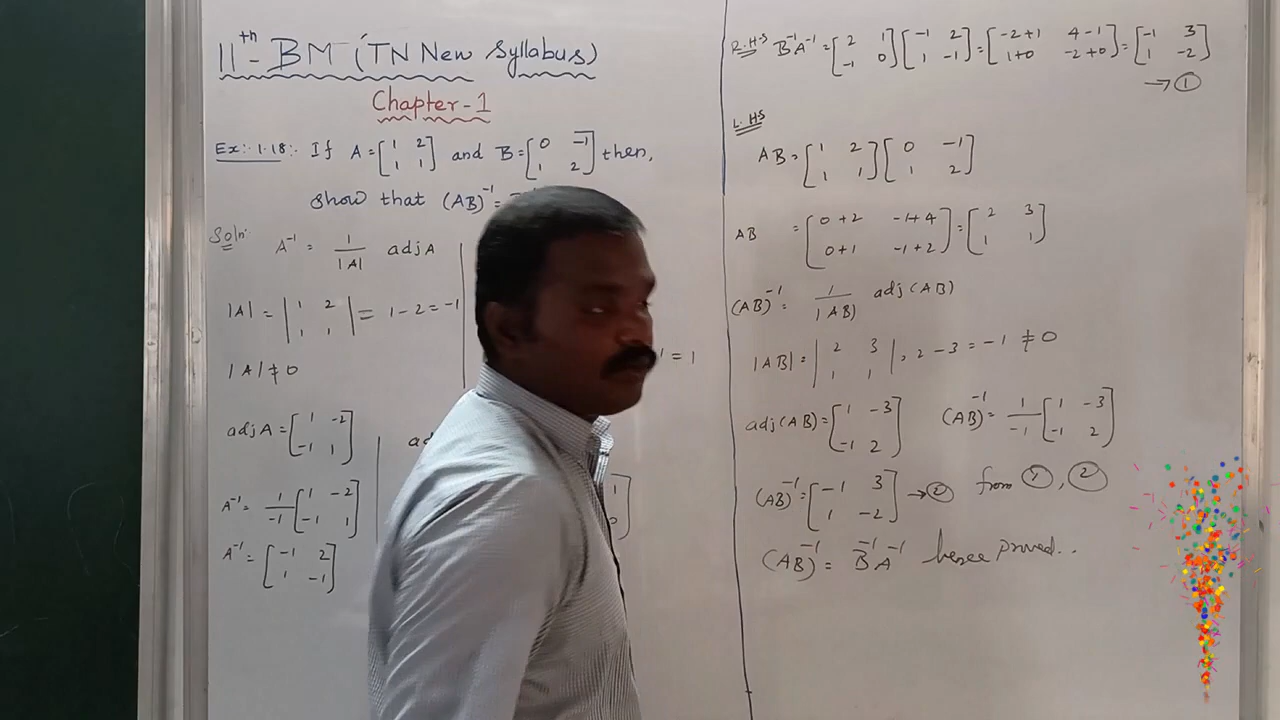 11th - BM (TN New Syllabus)
Chapter - 1
Ex: 1.18:- If A = [1 2; 1 1] and B = [0 -1; 1 2] then,
show that (AB)⁻¹ =
Soln:
A⁻¹ = 1/|A| adj A
|A| = |1 2; 1 1| = 1 - 2 = -1
|A| ≠ 0
adj A = [1 -2; -1 1]
A⁻¹ = 1/-1 [1 -2; -1 1]
A⁻¹ = [-1 2; 1 -1]
= 1
R.H.S B⁻¹A⁻¹ = [2 1; -1 0] [-1 2; 1 -1] = [-2+1 4-1; 1+0 -2+0] = [-1 3; 1 -2]
→ ①
L.H.S
AB = [1 2; 1 1] [0 -1; 1 2]
AB = [0+2 -1+4; 0+1 -1+2] = [2 3; 1 1]
(AB)⁻¹ = 1/|AB| adj (AB)
|AB| = |2 3; 1 1| = 2 - 3 = -1 ≠ 0
adj (AB) = [1 -3; -1 2] (AB)⁻¹ = 1/-1 [1 -3; -1 2]
(AB)⁻¹ = [-1 3; 1 -2] → ② from ①, ②
(AB)⁻¹ = B⁻¹A⁻¹ hence proved..